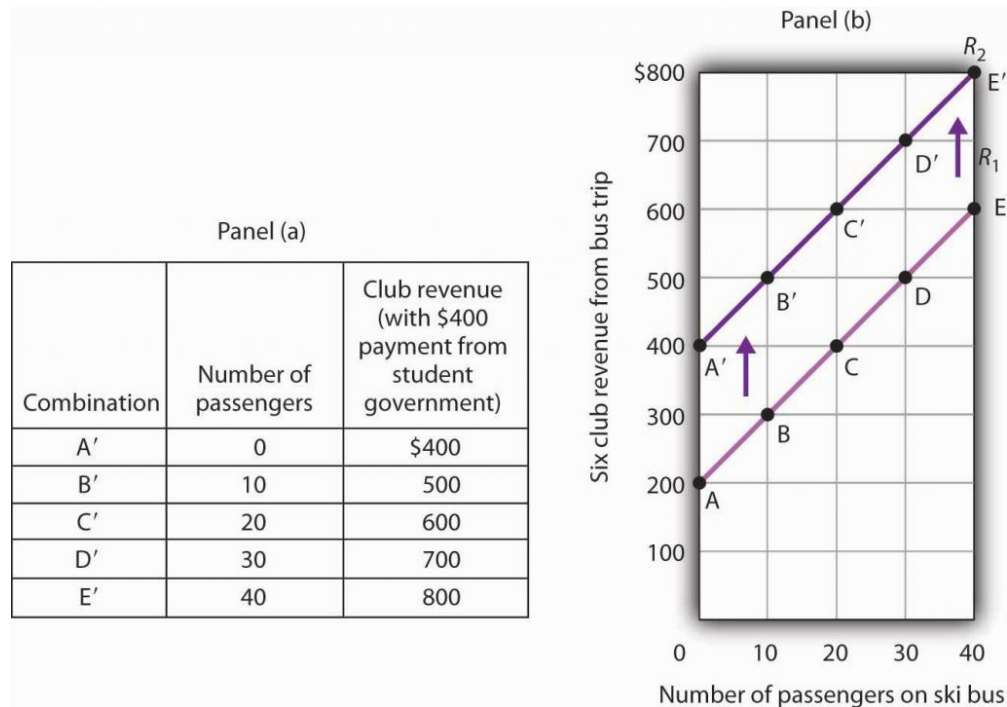 Panel (a)
Combination
Number of
passengers
Club revenue
(with $400
payment from
student
government)
A′ 0 $400
B′ 10 500
C′ 20 600
D′ 30 700
E′ 40 800
Panel (b)
Six club revenue from bus trip
$800
700
600
500
400
300
200
100
0 10 20 30 40
Number of passengers on ski bus
R₂
E′
D′
R₁
C′
E
B′
D
A′
C
B
A